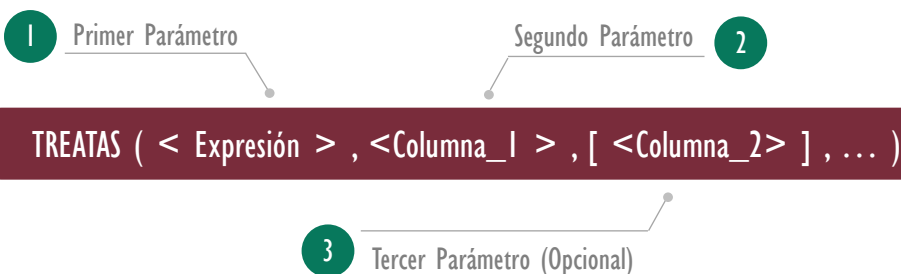 1 Primer Parámetro
Segundo Parámetro 2
TREATAS ( < Expresión > , <Columna_1 > , [ <Columna_2> ] , ... )
3 Tercer Parámetro (Opcional)